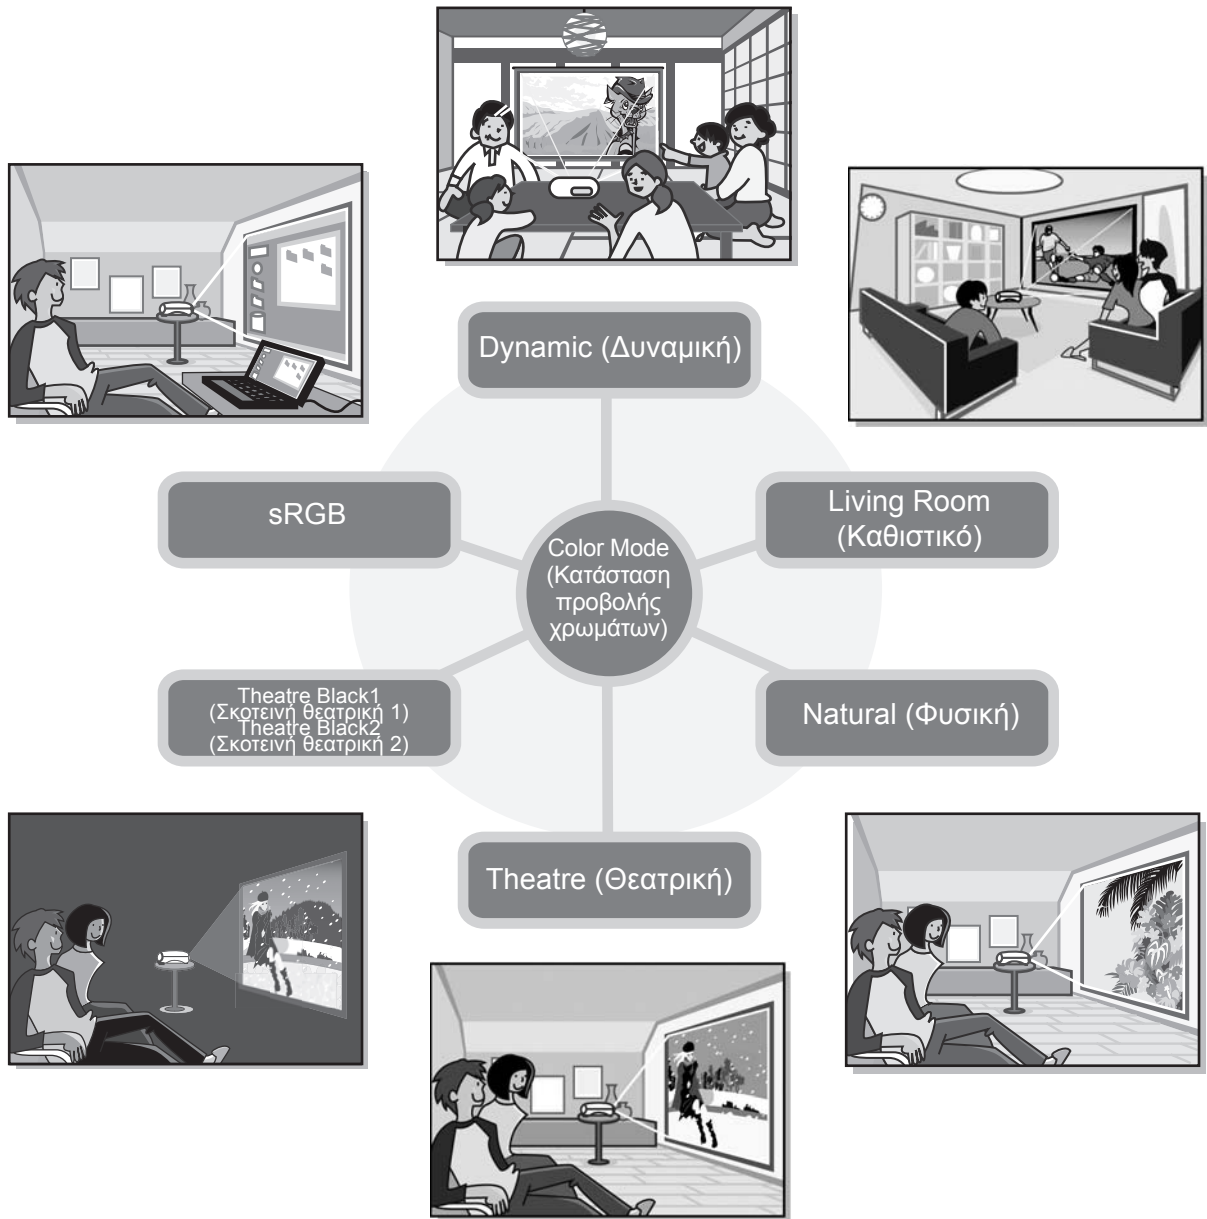 Dynamic (Δυναμική)
sRGB
Living Room
(Καθιστικό)
Color Mode
(Κατάσταση
προβολής
χρωμάτων)
Theatre Black1
(Σκοτεινή θεατρική 1)
Theatre Black2
(Σκοτεινή θεατρική 2)
Natural (Φυσική)
Theatre (Θεατρική)